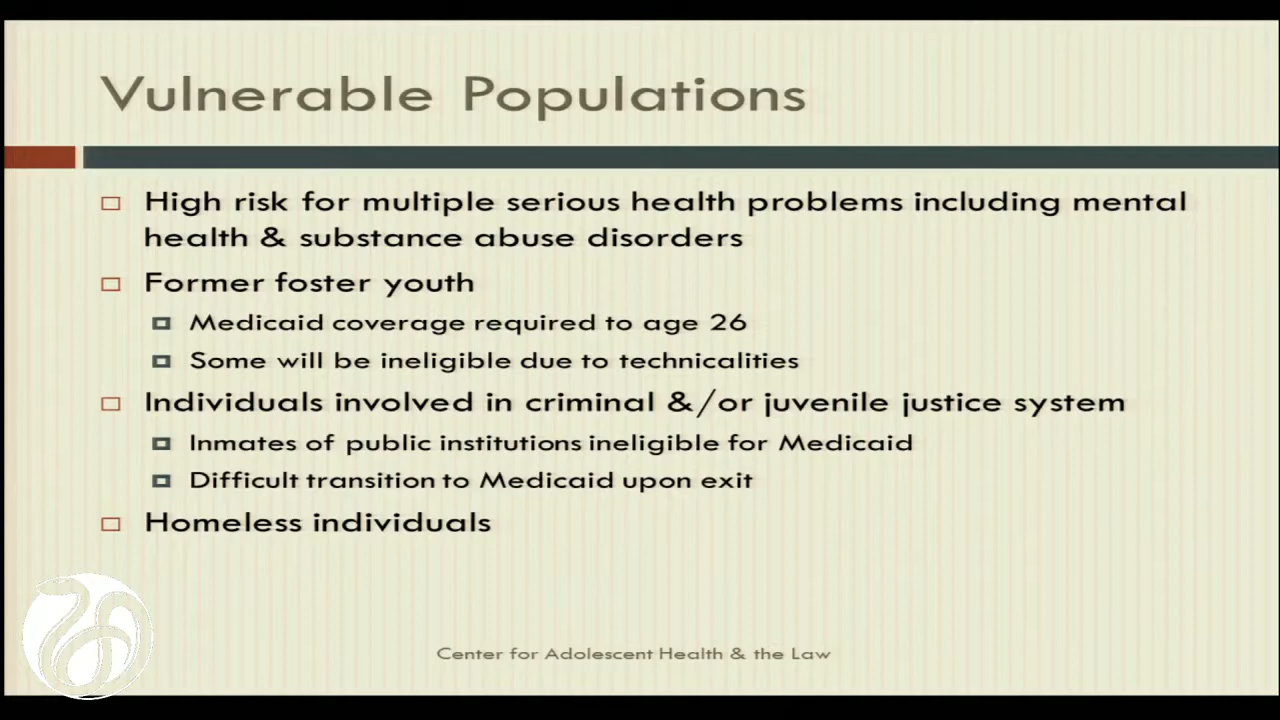 Vulnerable Populations
High risk for multiple serious health problems including mental
health & substance abuse disorders
Former foster youth
Medicaid coverage required to age 26
Some will be ineligible due to technicalities
Individuals involved in criminal &/or juvenile justice system
Inmates of public institutions ineligible for Medicaid
Difficult transition to Medicaid upon exit
Homeless individuals
Center for Adolescent Health & the Law